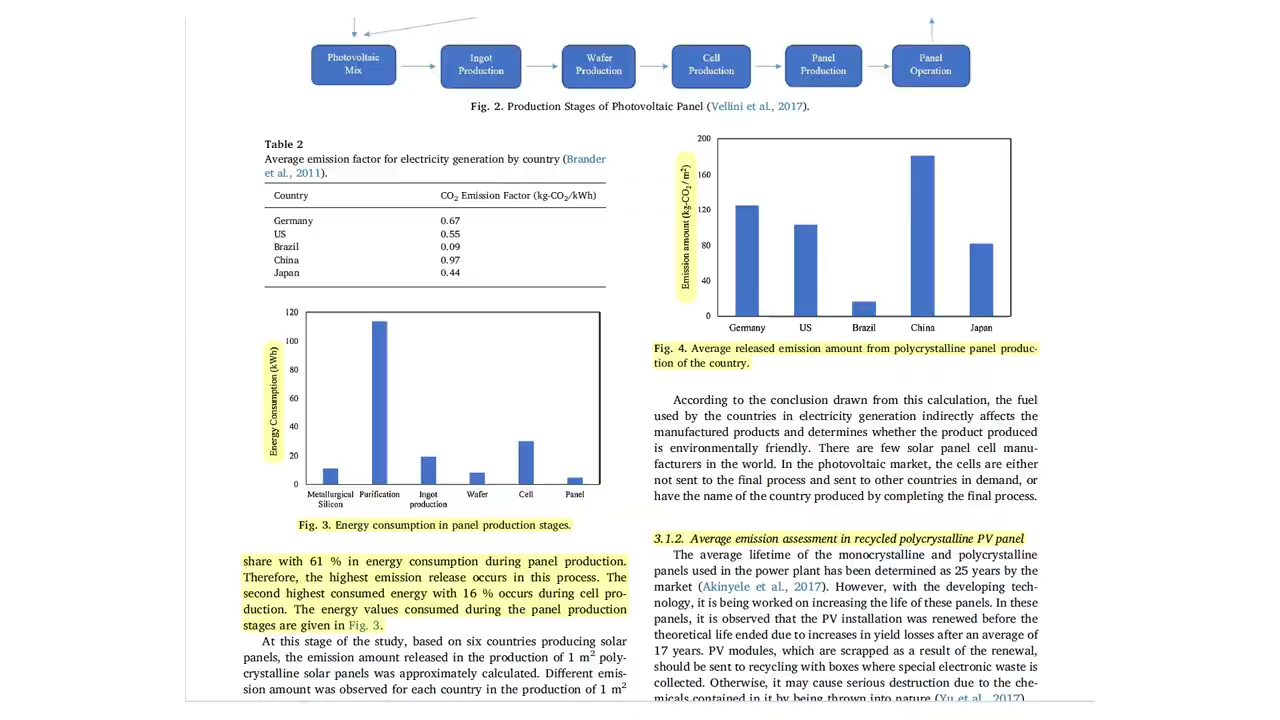 Photovoltaic
Mix
Ingot
Production
Wafer
Production
Cell
Production
Panel
Production
Panel
Operation
Fig. 2. Production Stages of Photovoltaic Panel (Vellini et al., 2017).
Table 2
Average emission factor for electricity generation by country (Brander
et al., 2011).
Country CO2 Emission Factor (kg-CO2/kWh)
Germany 0.67
US 0.55
Brazil 0.09
China 0.97
Japan 0.44
Energy Consumption (kWh)
120
100
80
60
40
20
0
Metallurgical
Silicon
Purification
Ingot
production
Wafer
Cell
Panel
Fig. 3. Energy consumption in panel production stages.
share with 61 % in energy consumption during panel production.
Therefore, the highest emission release occurs in this process. The
second highest consumed energy with 16 % occurs during cell pro-
duction. The energy values consumed during the panel production
stages are given in Fig. 3.
At this stage of the study, based on six countries producing solar
panels, the emission amount released in the production of 1 m2 poly-
crystalline solar panels was approximately calculated. Different emis-
sion amount was observed for each country in the production of 1 m2
Emission amount (kg-CO2/m2)
200
160
120
80
40
0
Germany
US
Brazil
China
Japan
Fig. 4. Average released emission amount from polycrystalline panel produc-
tion of the country.
According to the conclusion drawn from this calculation, the fuel
used by the countries in electricity generation indirectly affects the
manufactured products and determines whether the product produced
is environmentally friendly. There are few solar panel cell manu-
facturers in the world. In the photovoltaic market, the cells are either
not sent to the final process and sent to other countries in demand, or
have the name of the country produced by completing the final process.
3.1.2. Average emission assessment in recycled polycrystalline PV panel
The average lifetime of the monocrystalline and polycrystalline
panels used in the power plant has been determined as 25 years by the
market (Akinyele et al., 2017). However, with the developing tech-
nology, it is being worked on increasing the life of these panels. In these
panels, it is observed that the PV installation was renewed before the
theoretical life ended due to increases in yield losses after an average of
17 years. PV modules, which are scrapped as a result of the renewal,
should be sent to recycling with boxes where special electronic waste is
collected. Otherwise, it may cause serious destruction due to the che-
micals contained in it by being thrown into nature (Yu et al., 2017).